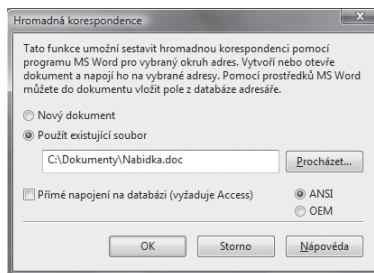 Hromadná korespondence
Tato funkce umožní sestavit hromadnou korespondenci pomocí
programu MS Word pro vybraný okruh adres. Vytvoří nebo otevře
dokument a napojí ho na vybrané adresy. Pomocí prostředků MS Word
můžete do dokumentu vložit pole z databáze adresáře.
Nový dokument
Použít existující soubor
C:\Dokumenty\Nabidka.doc
Procházet...
Přímé napojení na databázi (vyžaduje Access)
ANSI
OEM
OK
Storno
Nápověda